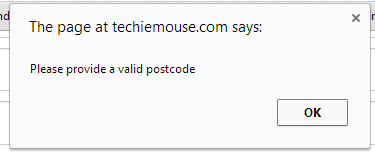 The page at techiemouse.com says:
Please provide a valid postcode
OK